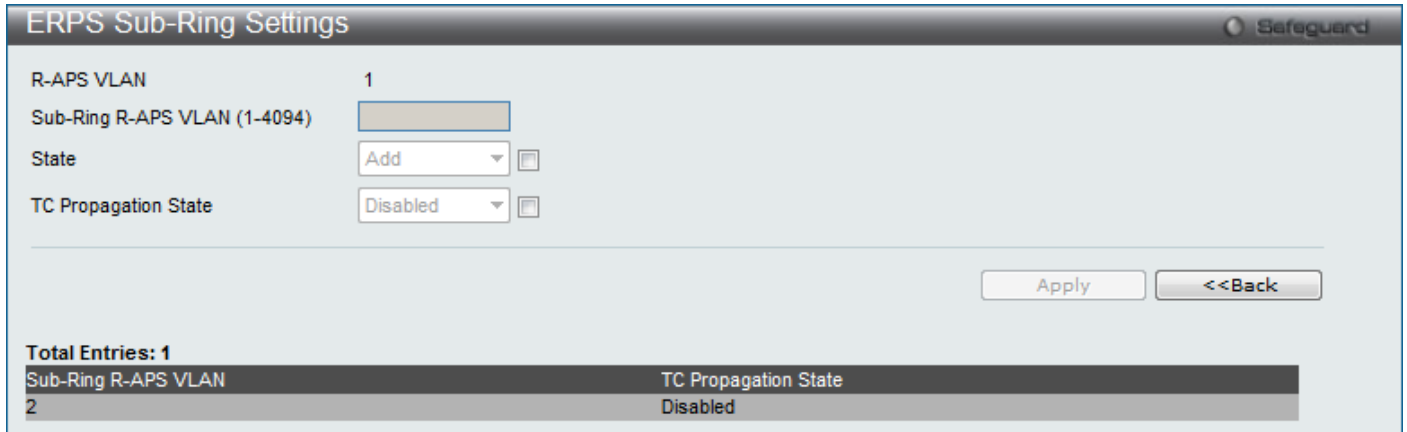 ERPS Sub-Ring Settings
Safeguard
R-APS VLAN 1
Sub-Ring R-APS VLAN (1-4094)
State Add
TC Propagation State Disabled
Apply <<Back
Total Entries: 1
Sub-Ring R-APS VLAN TC Propagation State
2 Disabled